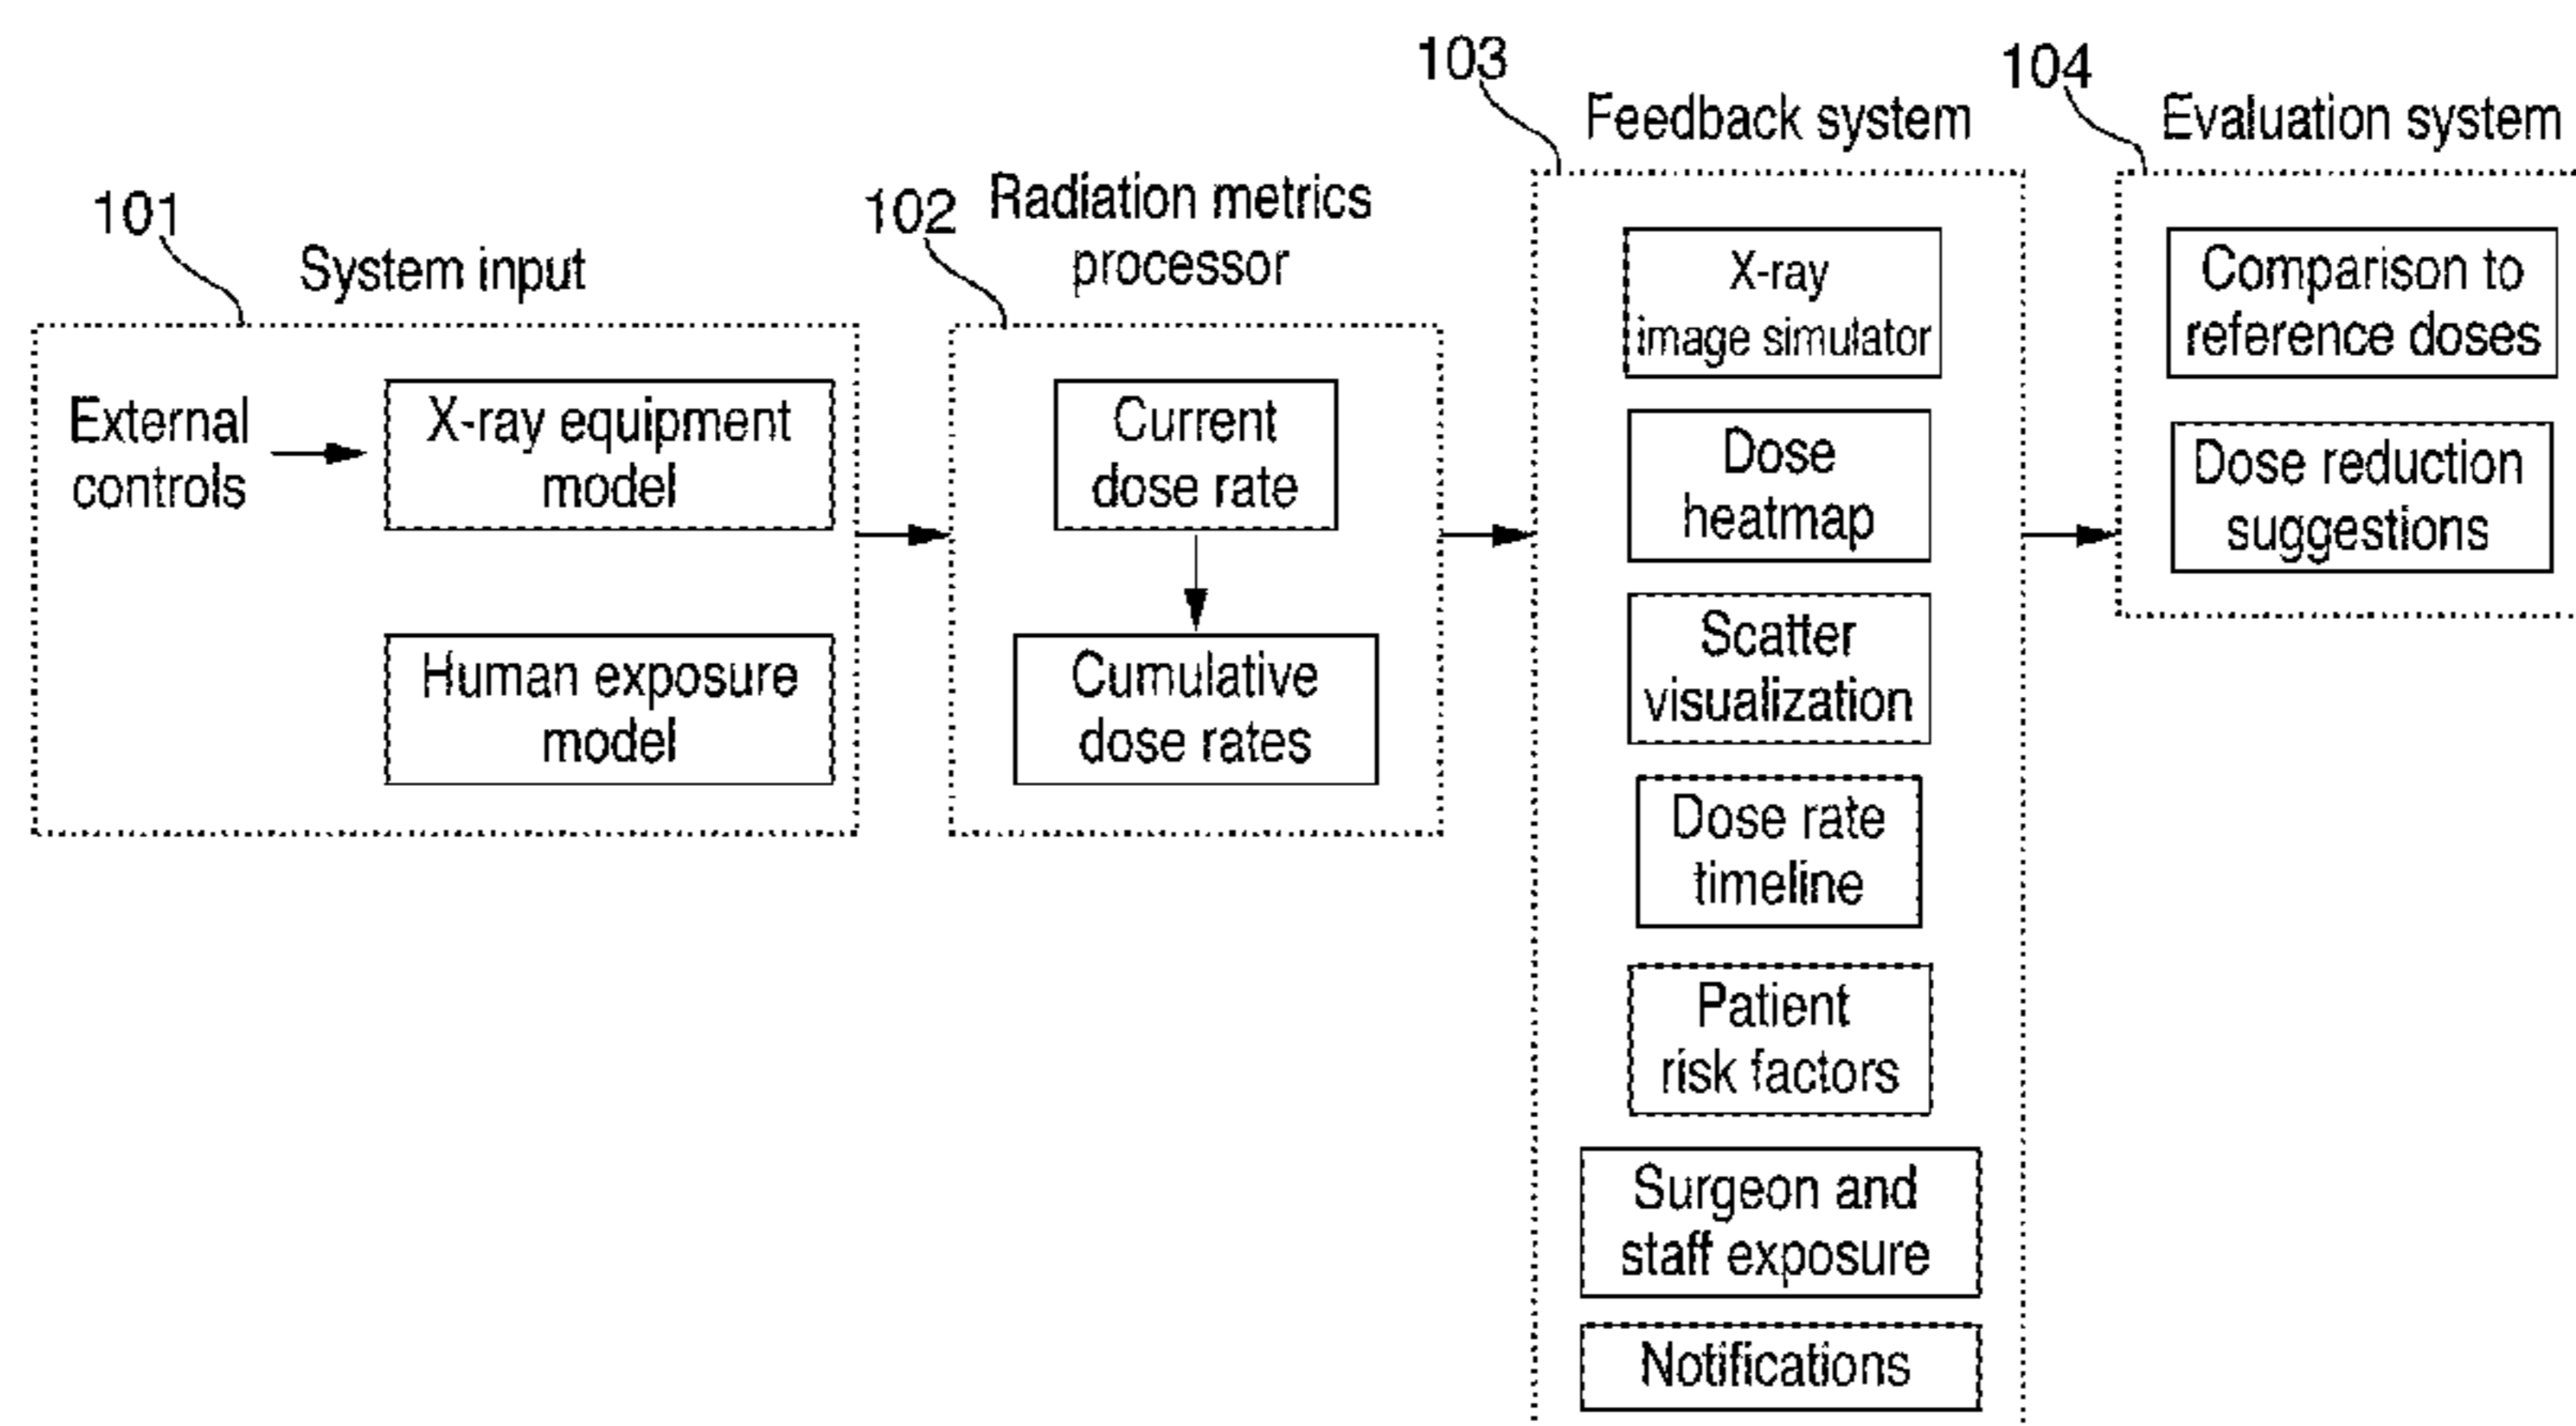 101
System input
External
controls
X-ray equipment
model
Human exposure
model
102
Radiation metrics
processor
Current
dose rate
Cumulative
dose rates
103
Feedback system
X-ray
image simulator
Dose
heatmap
Scatter
visualization
Dose rate
timeline
Patient
risk factors
Surgeon and
staff exposure
Notifications
104
Evaluation system
Comparison to
reference doses
Dose reduction
suggestions